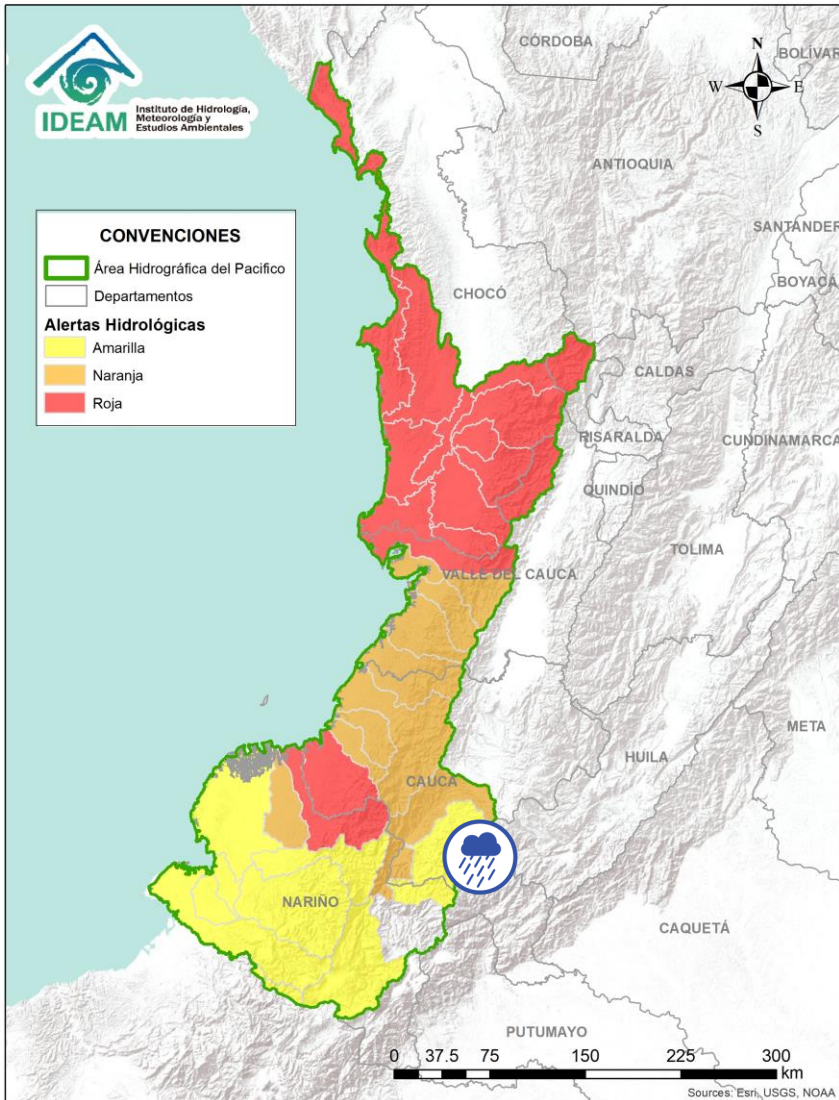 IDEAM
Instituto de Hidrología,
Meteorología y
Estudios Ambientales
CÓRDOBA
BOLÍVAR
N
W E
S
ANTIOQUIA
SANTANDER
BOYACÁ
CONVENCIONES
Área Hidrográfica del Pacifico
Departamentos
Alertas Hidrológicas
Amarilla
Naranja
Roja
CHOCÓ
CALDAS
RISARALDA
CUNDINAMARCA
QUINDÍO
TOLIMA
VALLE DEL CAUCA
META
HUILA
CAUCA
NARIÑO
CAQUETÁ
PUTUMAYO
0 37.5 75 150 225 300
km
Sources: Esri, USGS, NOAA